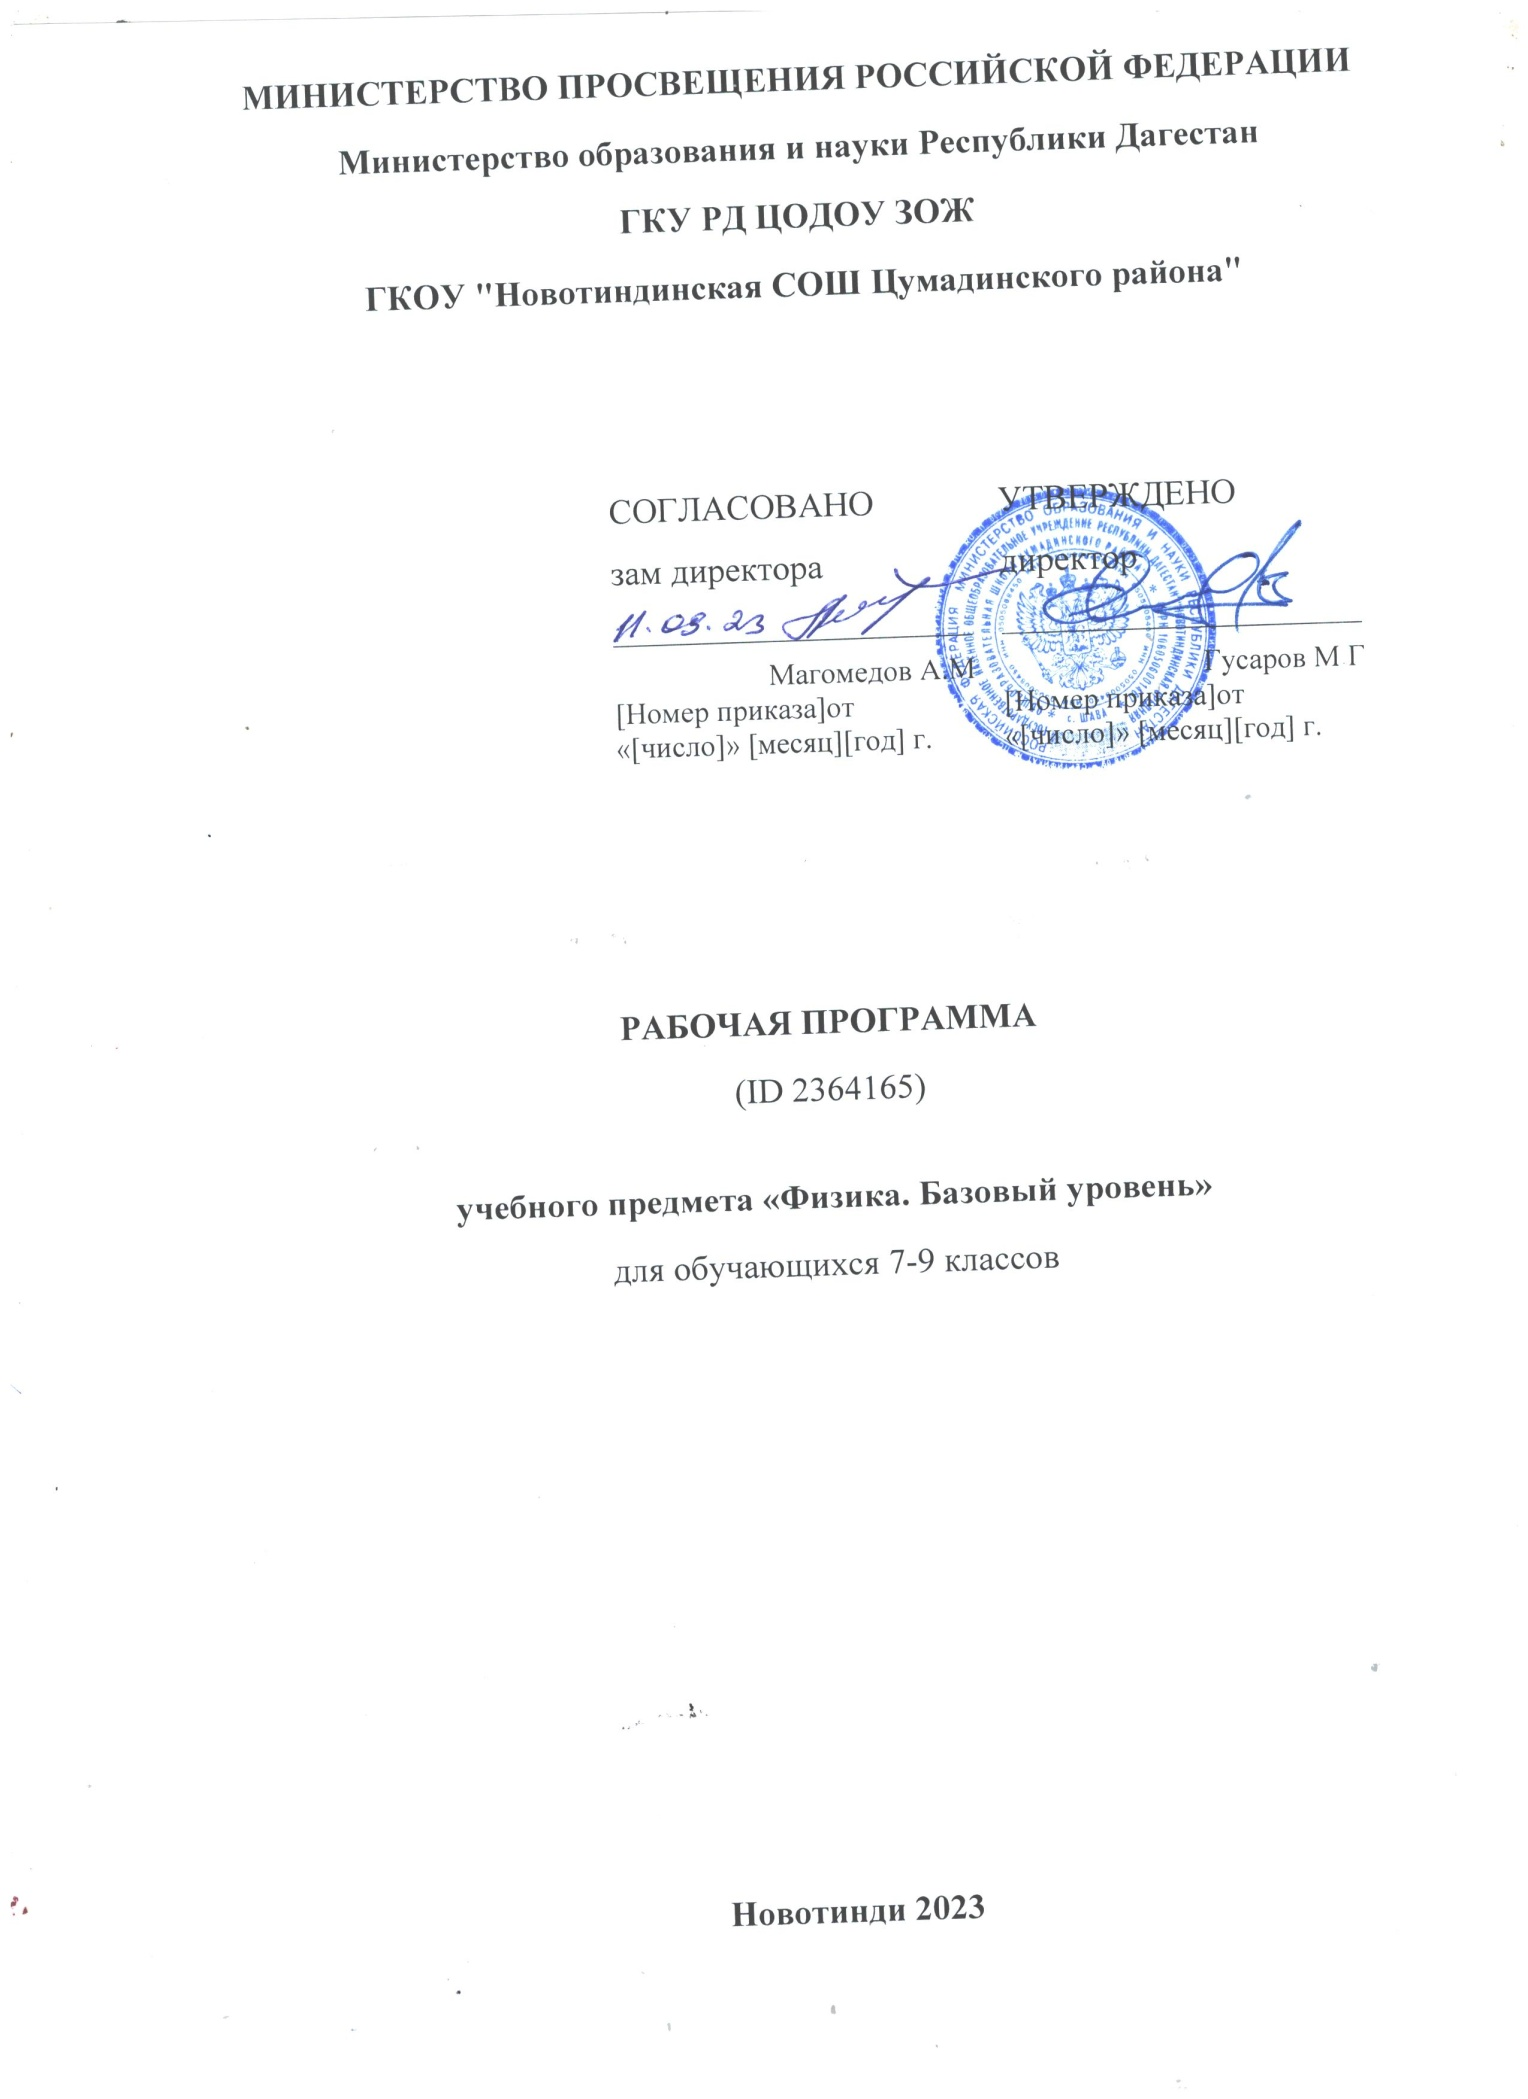 МИНИСТЕРСТВО ПРОСВЕЩЕНИЯ РОССИЙСКОЙ ФЕДЕРАЦИИ
Министерство образования и науки Республики Дагестан
ГКУ РД ЦОДОУ ЗОЖ
ГКОУ "Новотиндинская СОШ Цумадинского района"
СОГЛАСОВАНО
зам директора
11.09.23
Магомедов А.М
[Номер приказа]от
«[число]» [месяц][год] г.
УТВЕРЖДЕНО
директор
Гусаров М Г
[Номер приказа]от
«[число]» [месяц][год] г.
РАБОЧАЯ ПРОГРАММА
(ID 2364165)
учебного предмета «Физика. Базовый уровень»
для обучающихся 7-9 классов
Новотинди 2023